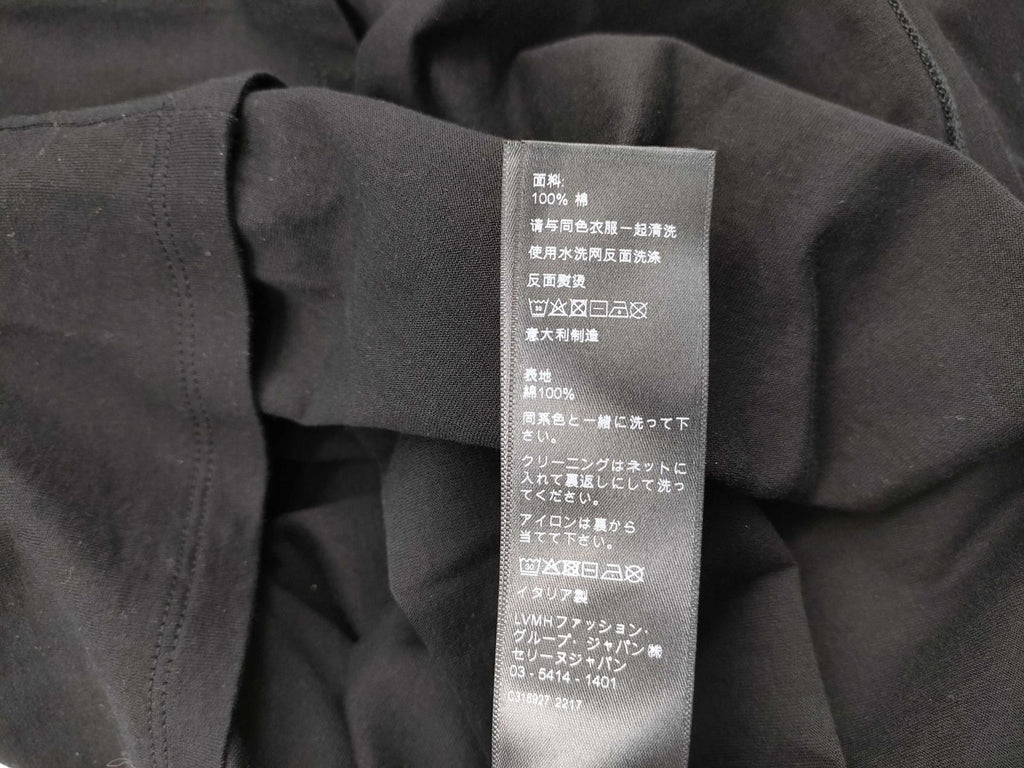 面料:
100% 棉
请与同色衣服一起清洗
使用水洗网反面洗涤
反面熨烫
意大利制造
表地
綿100%
同系色と一緒に洗って下
さい。
クリーニングはネットに
入れて裏返しにして洗っ
てください。
アイロンは裏から
当てて下さい。
イタリア製
LVMHファッション.
グループ. ジャパン㈱
セリーヌジャパン
03 - 5414 - 1401
0316927 2217